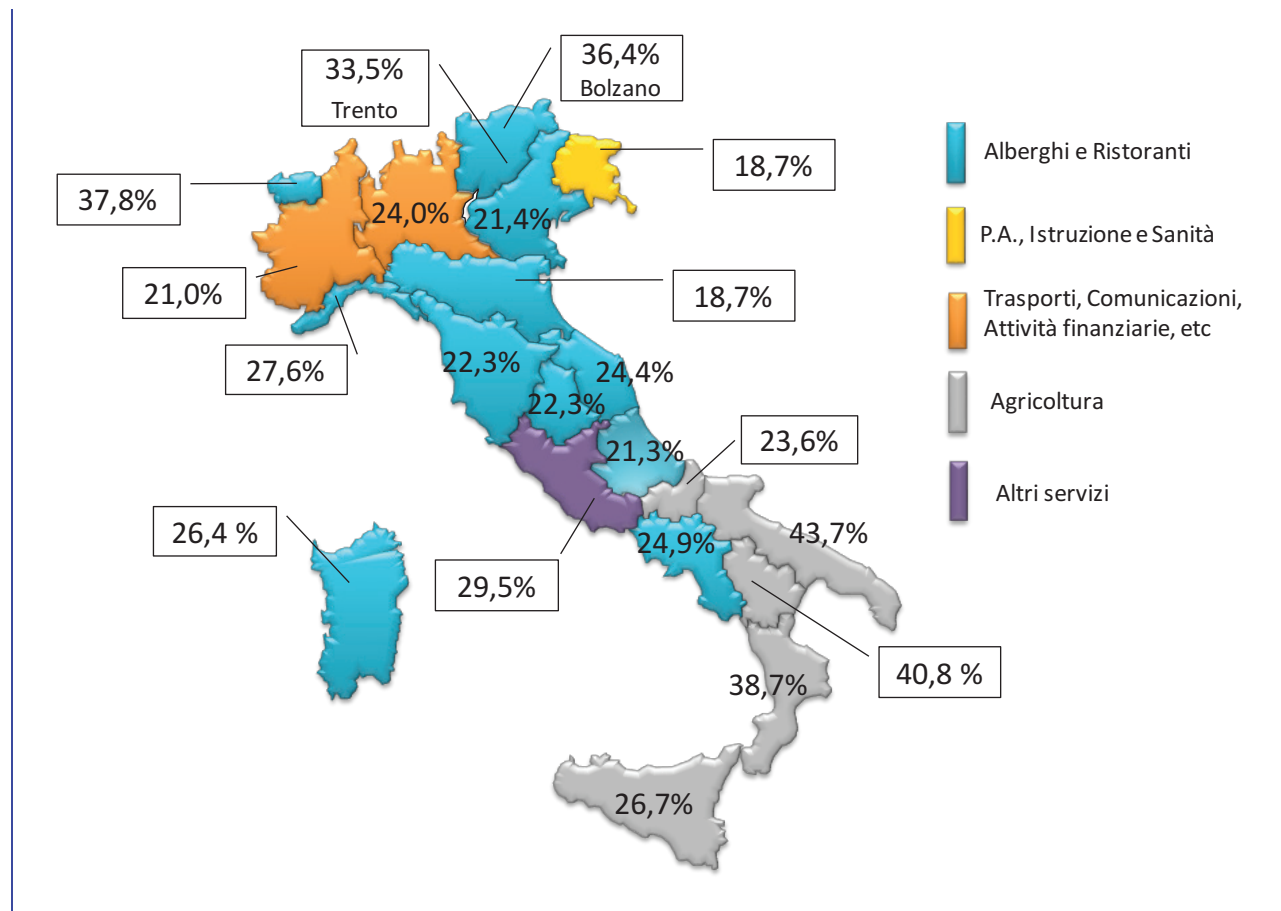 36,4%
Bolzano
33,5%
Trento
18,7%
37,8%
24,0%
21,4%
21,0%
18,7%
27,6%
22,3%
24,4%
22,3%
21,3%
23,6%
26,4 %
24,9%
43,7%
29,5%
40,8 %
38,7%
26,7%
Alberghi e Ristoranti
P.A., Istruzione e Sanità
Trasporti, Comunicazioni,
Attività finanziarie, etc
Agricoltura
Altri servizi